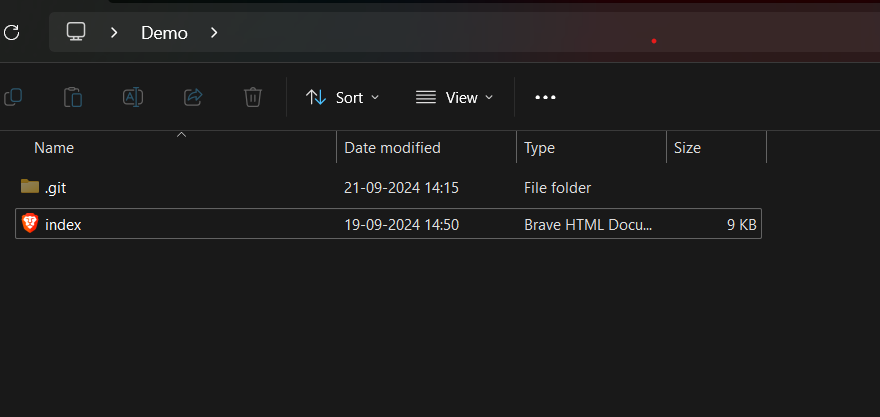 Demo
Sort View
Name Date modified Type Size
.git 21-09-2024 14:15 File folder
index 19-09-2024 14:50 Brave HTML Docu... 9 KB